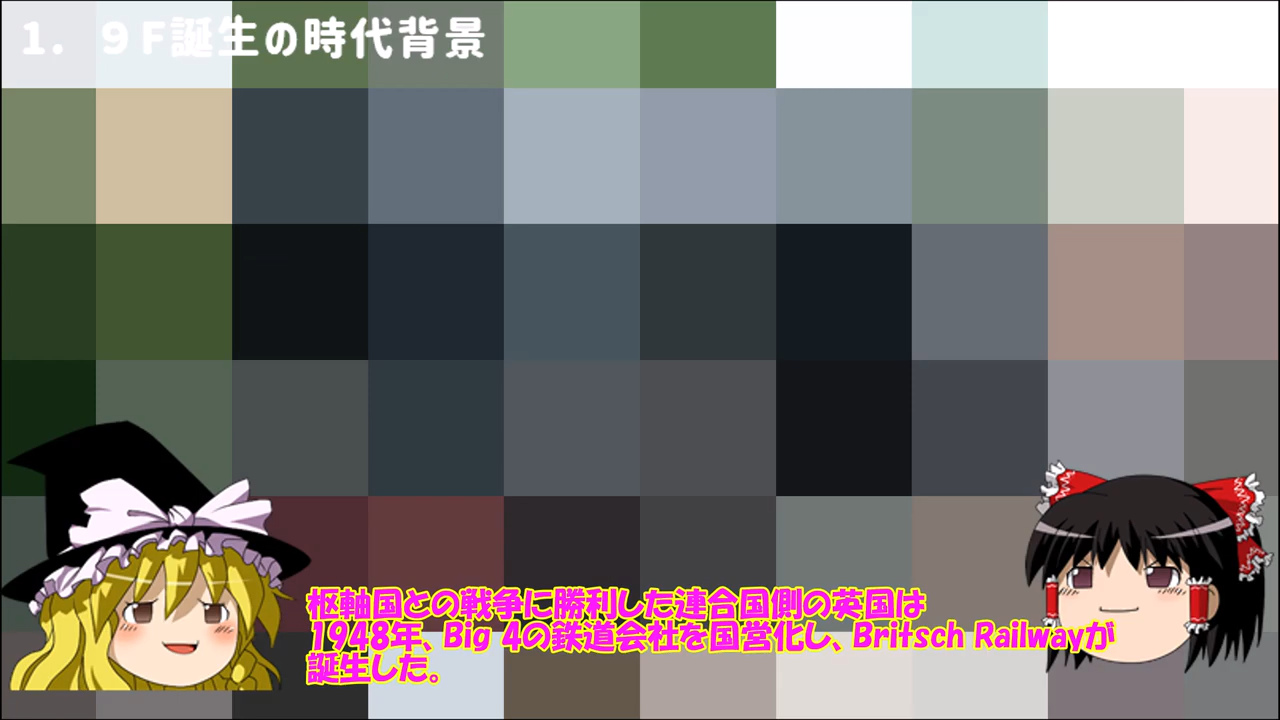 1. 9F誕生の時代背景
枢軸国との戦争に勝利した連合国側の英国は
1948年、Big 4の鉄道会社を国営化し、Britsch Railwayが
誕生した。